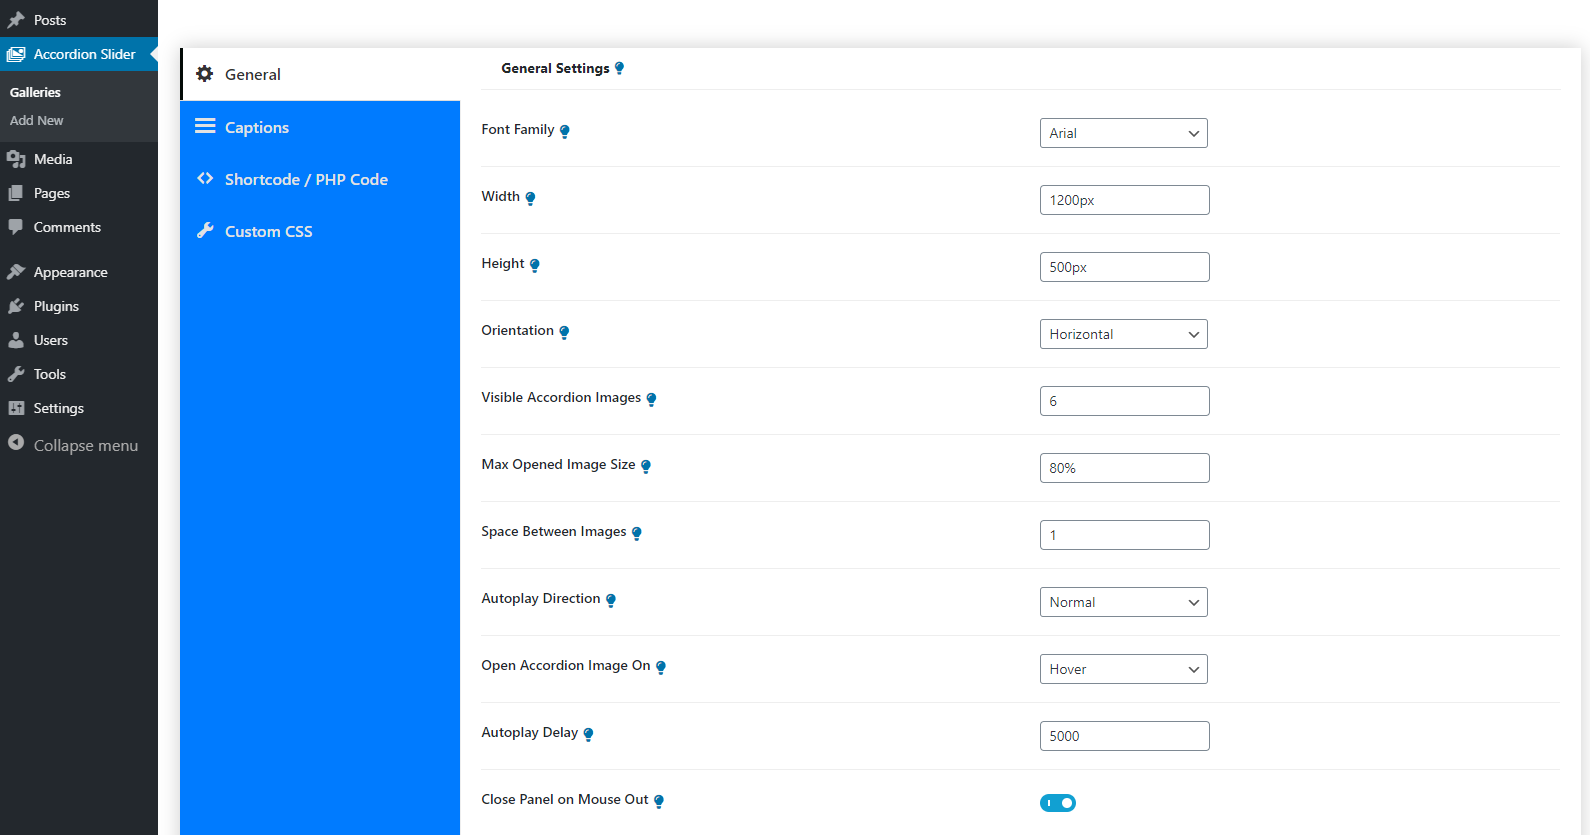 Posts
Accordion Slider
Galleries
Add New
Media
Pages
Comments
Appearance
Plugins
Users
Tools
Settings
Collapse menu
General
Captions
Shortcode / PHP Code
Custom CSS
General Settings
Font Family
Arial
Width
1200px
Height
500px
Orientation
Horizontal
Visible Accordion Images
6
Max Opened Image Size
80%
Space Between Images
1
Autoplay Direction
Normal
Open Accordion Image On
Hover
Autoplay Delay
5000
Close Panel on Mouse Out